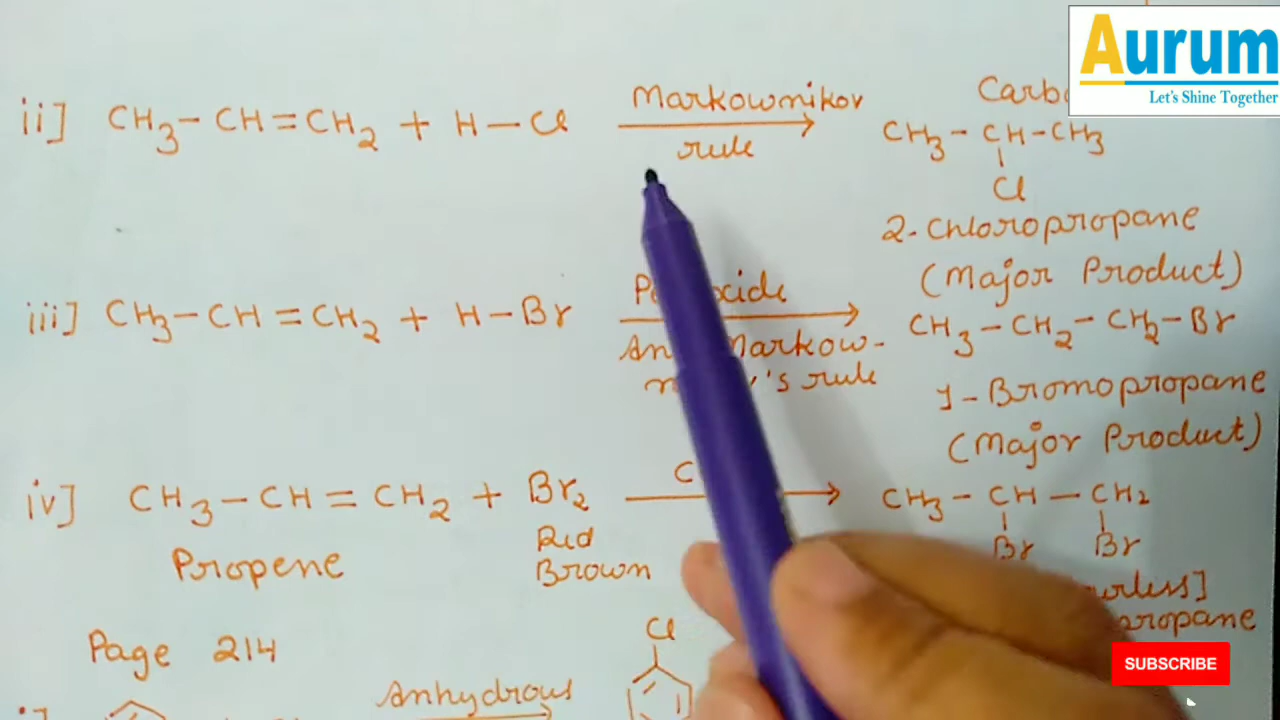 Aurum
Let's Shine Together
ii] CH3-CH=CH2 + H-Cl
Markownikov
rule
CH3-CH-CH3
Cl
2-Chloropropane
(Major Product)
iii] CH3-CH=CH2 + H-Br
Markow-
rule
CH3-CH2-CH2-Br
1-Bromopropane
(Major Product)
iv] CH3-CH=CH2 + Br2
CH3-CH-CH2
Br Br
Propene
Red
Brown
Page 214
Cl
Anhydrous
SUBSCRIBE